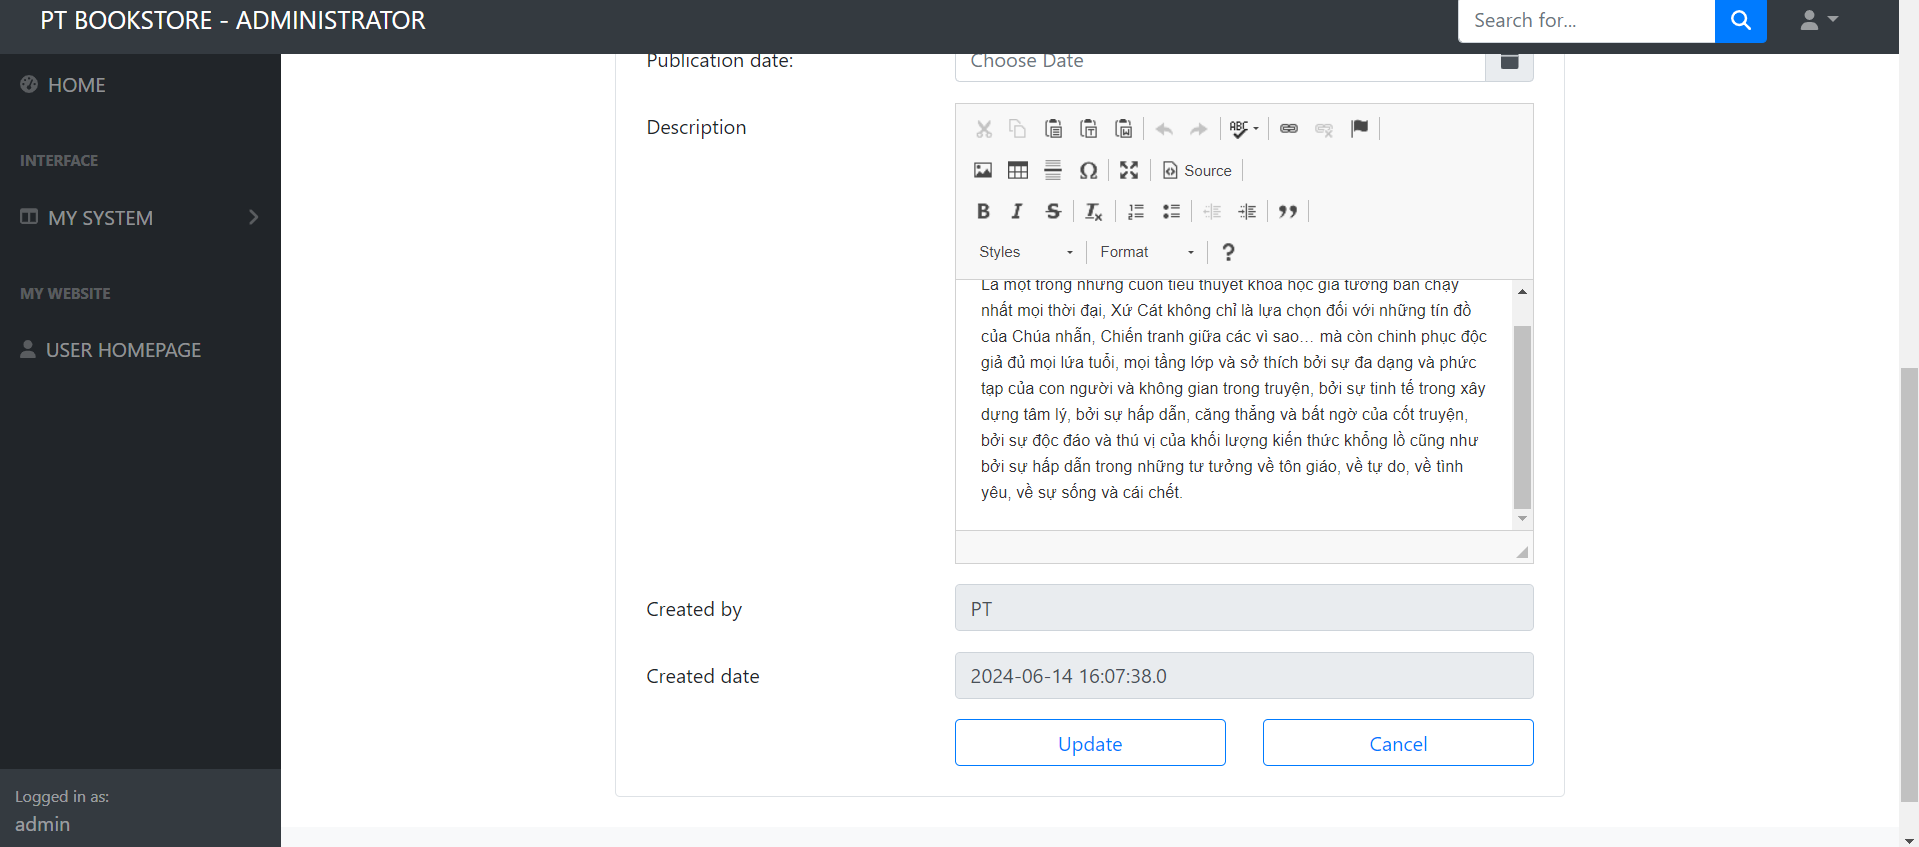 PT BOOKSTORE - ADMINISTRATOR
Search for...
HOME
INTERFACE
MY SYSTEM
MY WEBSITE
USER HOMEPAGE
Logged in as:
admin
Publication date:
Choose Date
Description
ABC
Source
Styles
Format
Là một trong những cuốn tiểu thuyết khoa học giả tưởng bán chạy
nhất mọi thời đại, Xứ Cát không chỉ là lựa chọn đối với những tín đồ
của Chúa nhẫn, Chiến tranh giữa các vì sao… mà còn chinh phục độc
giả đủ mọi lứa tuổi, mọi tầng lớp và sở thích bởi sự đa dạng và phức
tạp của con người và không gian trong truyện, bởi sự tinh tế trong xây
dựng tâm lý, bởi sự hấp dẫn, căng thẳng và bất ngờ của cốt truyện,
bởi sự độc đáo và thú vị của khối lượng kiến thức khổng lồ cũng như
bởi sự hấp dẫn trong những tư tưởng về tôn giáo, về tự do, về tình
yêu, về sự sống và cái chết.
Created by
PT
Created date
2024-06-14 16:07:38.0
Update
Cancel